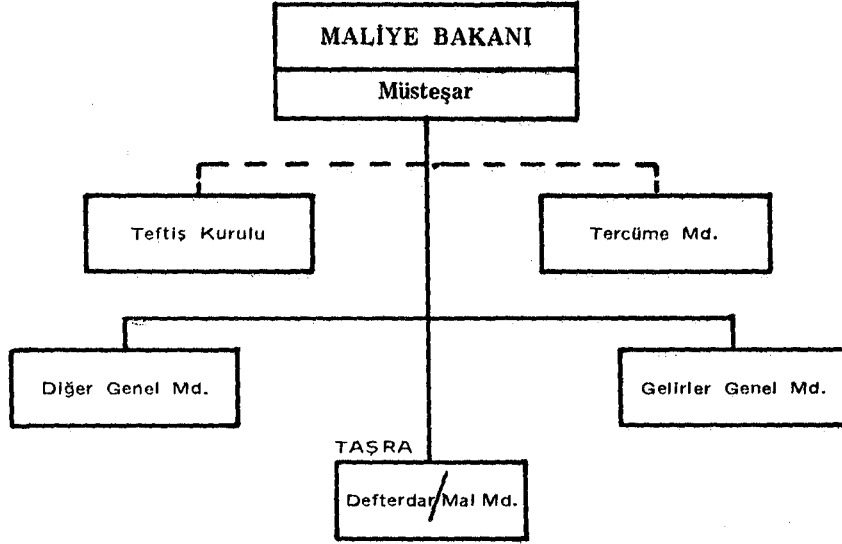 MALİYE BAKANI
Müsteşar
Teftiş Kurulu
Tercüme Md.
Diğer Genel Md.
Gelirler Genel Md.
TAŞRA
Defterdar/Mal Md.